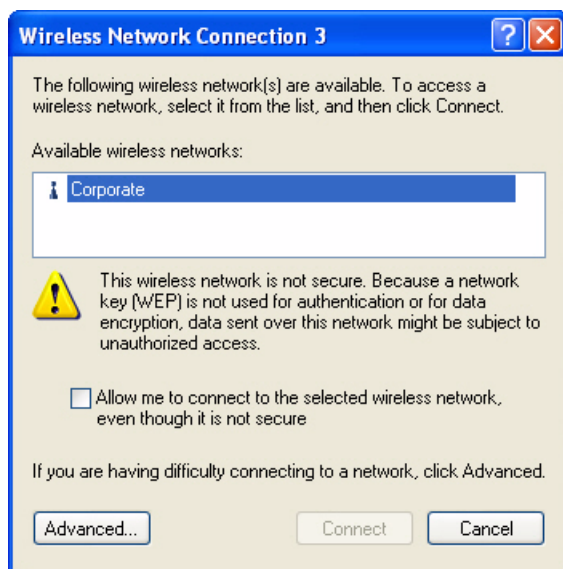 Wireless Network Connection 3
The following wireless network(s) are available. To access a
wireless network, select it from the list, and then click Connect.
Available wireless networks:
Corporate
This wireless network is not secure. Because a network
key (WEP) is not used for authentication or for data
encryption, data sent over this network might be subject to
unauthorized access.
Allow me to connect to the selected wireless network,
even though it is not secure
If you are having difficulty connecting to a network, click Advanced.
Advanced... Connect Cancel